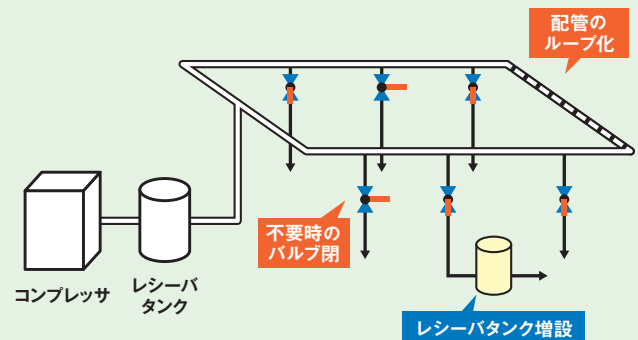 配管の
ループ化
不要時の
バルブ閉
コンプレッサ
レシーバ
タンク
レシーバタンク増設